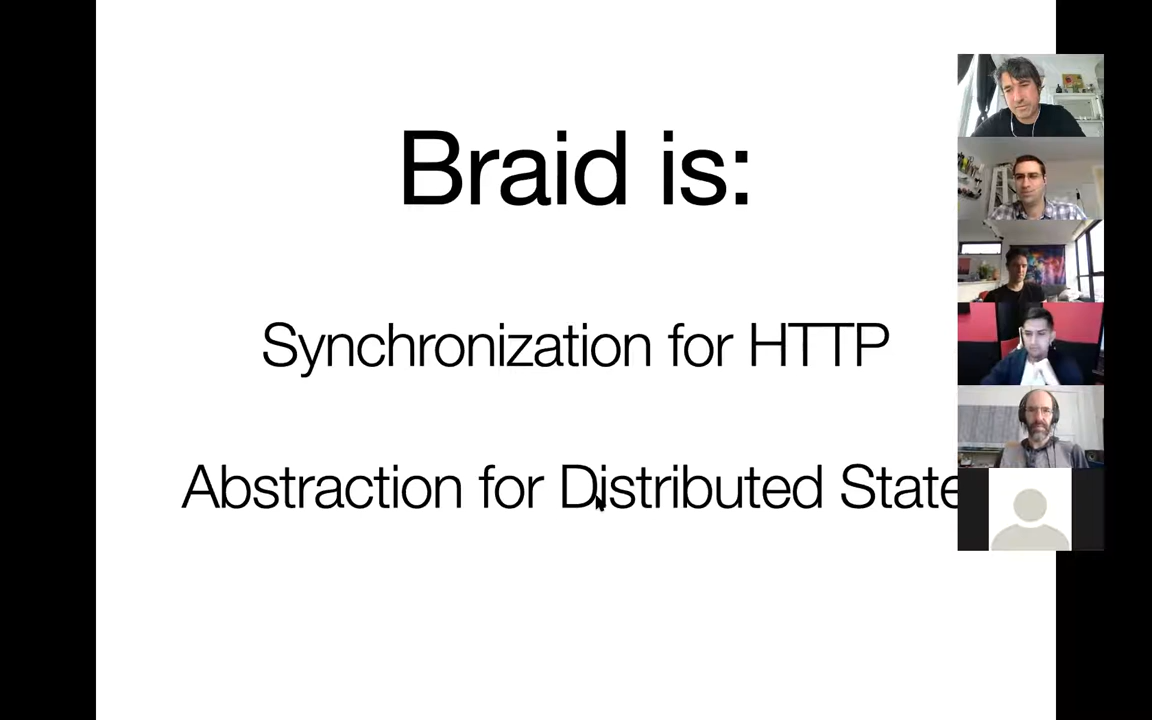 Braid is:
Synchronization for HTTP
Abstraction for Distributed State